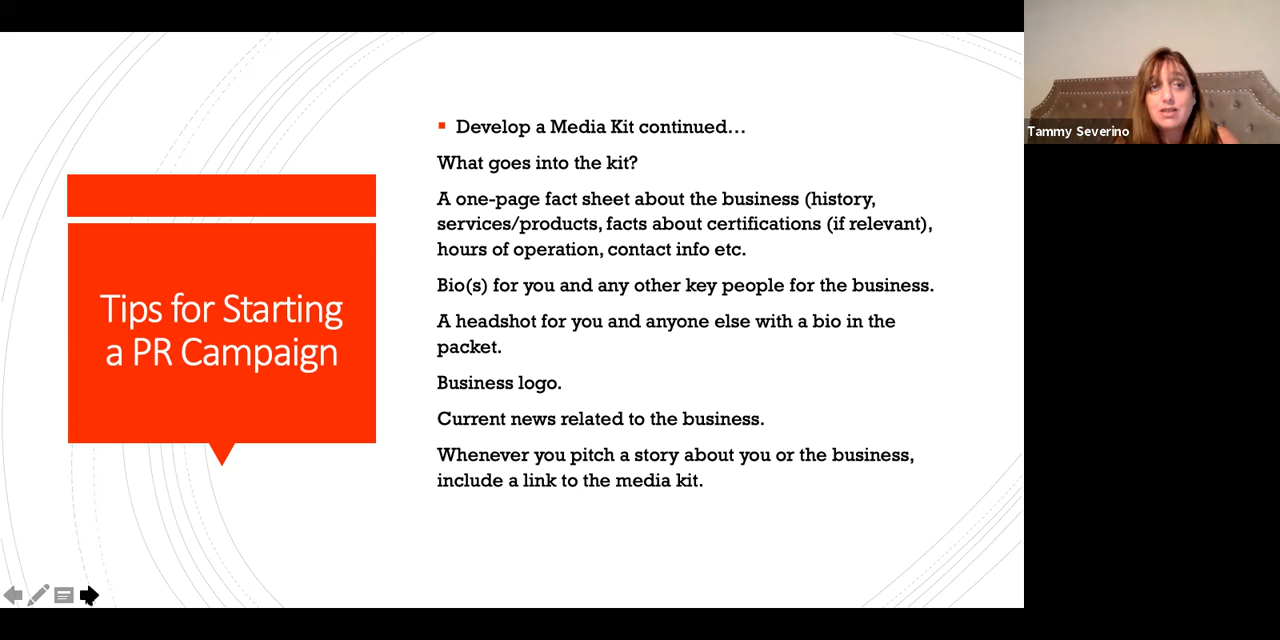 Tips for Starting
a PR Campaign
Develop a Media Kit continued…
What goes into the kit?
A one-page fact sheet about the business (history,
services/products, facts about certifications (if relevant),
hours of operation, contact info etc.
Bio(s) for you and any other key people for the business.
A headshot for you and anyone else with a bio in the
packet.
Business logo.
Current news related to the business.
Whenever you pitch a story about you or the business,
include a link to the media kit.
Tammy Severino